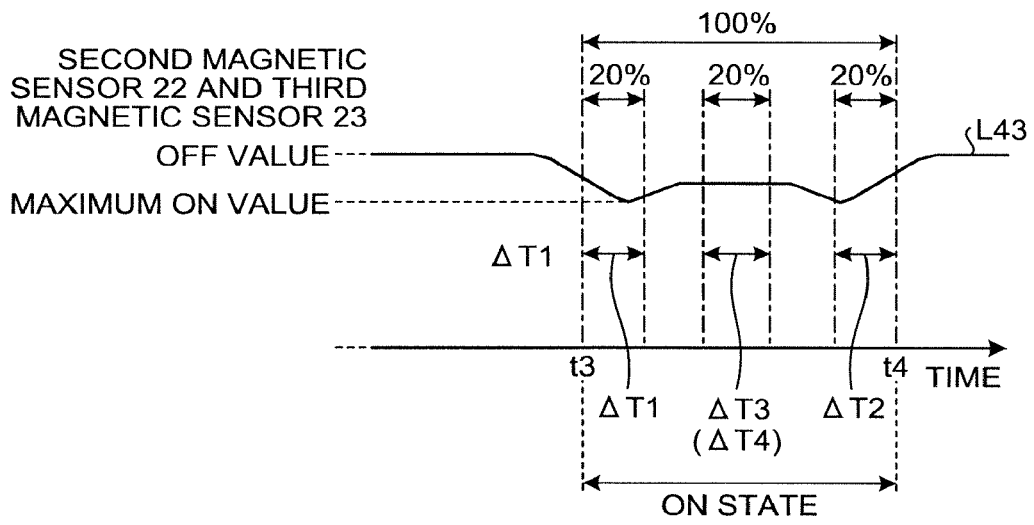 100%
SECOND MAGNETIC
SENSOR 22 AND THIRD
MAGNETIC SENSOR 23
20% 20% 20%
OFF VALUE
L43
MAXIMUM ON VALUE
ΔT1
t3 t4 TIME
ΔT1 ΔT3 ΔT2
(ΔT4)
ON STATE